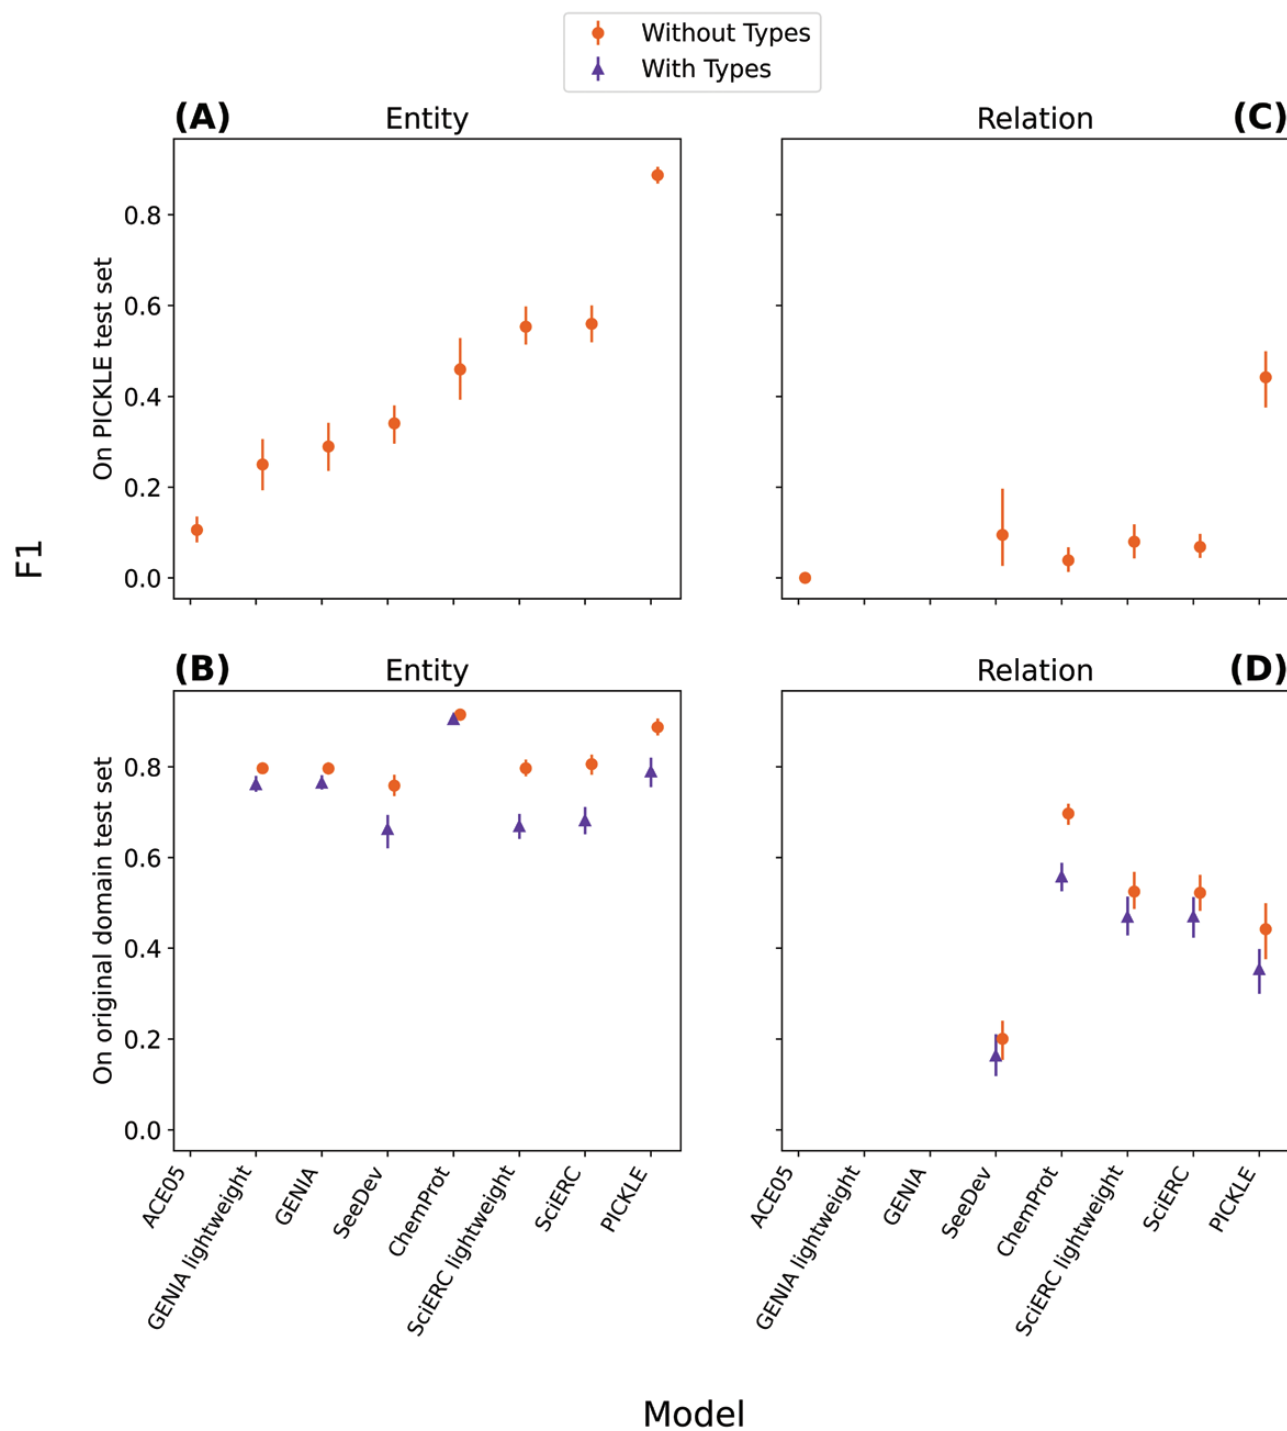 Without Types
With Types
(A)
Entity
Relation
(C)
On PICKLE test set
0.8
0.6
0.4
0.2
0.0
F1
(B)
Entity
Relation
(D)
On original domain test set
0.8
0.6
0.4
0.2
0.0
ACE05
GENIA lightweight
GENIA
SeeDev
ChemProt
SciERC lightweight
SciERC
PICKLE
ACE05
GENIA lightweight
GENIA
SeeDev
ChemProt
SciERC lightweight
SciERC
PICKLE
Model